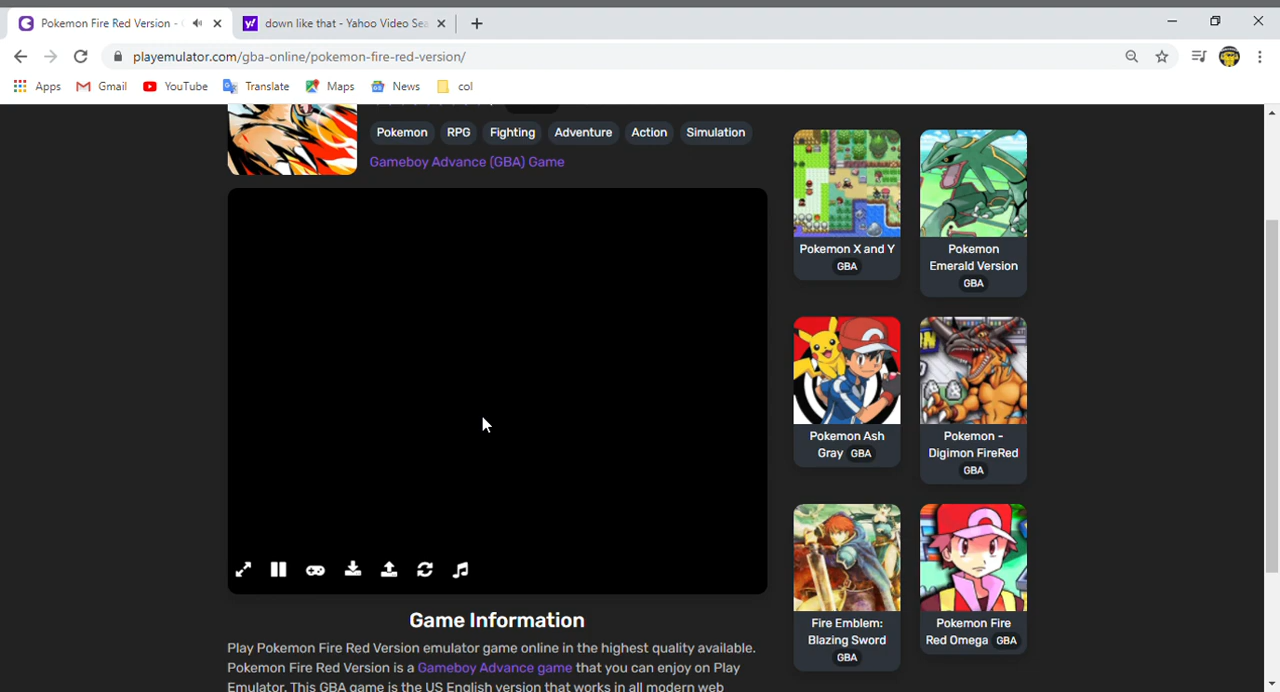 Pokemon Fire Red Version -
down like that - Yahoo Video Sea
playemulator.com/gba-online/pokemon-fire-red-version/
Apps Gmail YouTube Translate Maps News col
Pokemon RPG Fighting Adventure Action Simulation
Gameboy Advance (GBA) Game
Pokemon X and Y
GBA
Pokemon
Emerald Version
GBA
Pokemon Ash
Gray GBA
Pokemon -
Digimon FireRed
GBA
Fire Emblem:
Blazing Sword
GBA
Pokemon Fire
Red Omega GBA
Game Information
Play Pokemon Fire Red Version emulator game online in the highest quality available.
Pokemon Fire Red Version is a Gameboy Advance game that you can enjoy on Play
Emulator. This GBA game is the US English version that works in all modern web